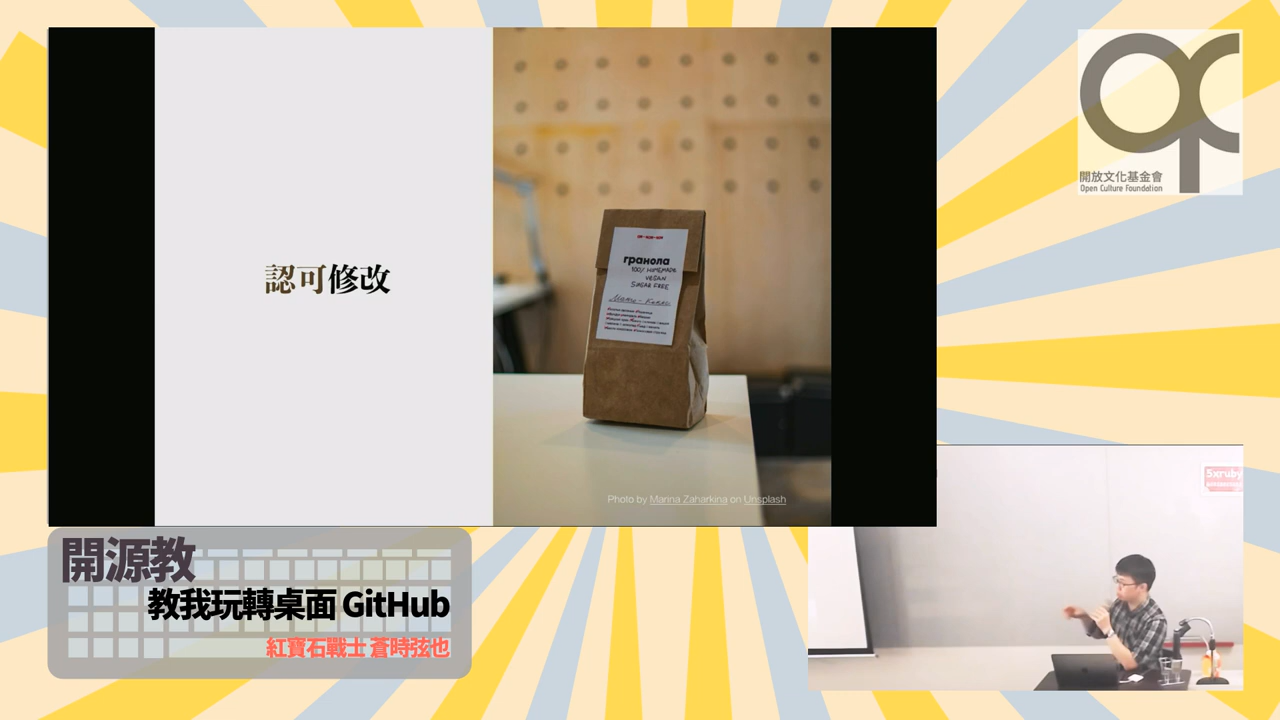 認可修改
гранола
100% HOMEMADE
VEGAN
SUGAR FREE
Photo by Marina Zaharkina on Unsplash
開放文化基金會
Open Culture Foundation
5xruby
開源教
教我玩轉桌面 GitHub
紅寶石戰士 蒼時弦也